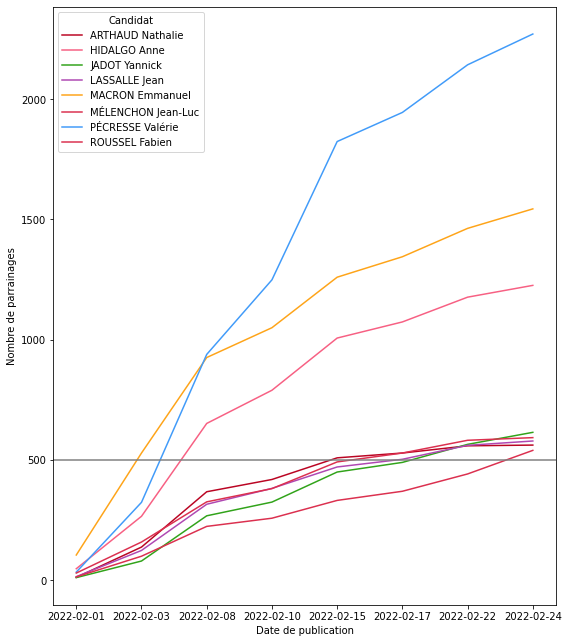 Candidat
ARTHAUD Nathalie
HIDALGO Anne
JADOT Yannick
LASSALLE Jean
MACRON Emmanuel
MÉLENCHON Jean-Luc
PÉCRESSE Valérie
ROUSSEL Fabien
Nombre de parrainages
2000
1500
1000
500
0
2022-02-01 2022-02-03 2022-02-08 2022-02-10 2022-02-15 2022-02-17 2022-02-22 2022-02-24
Date de publication